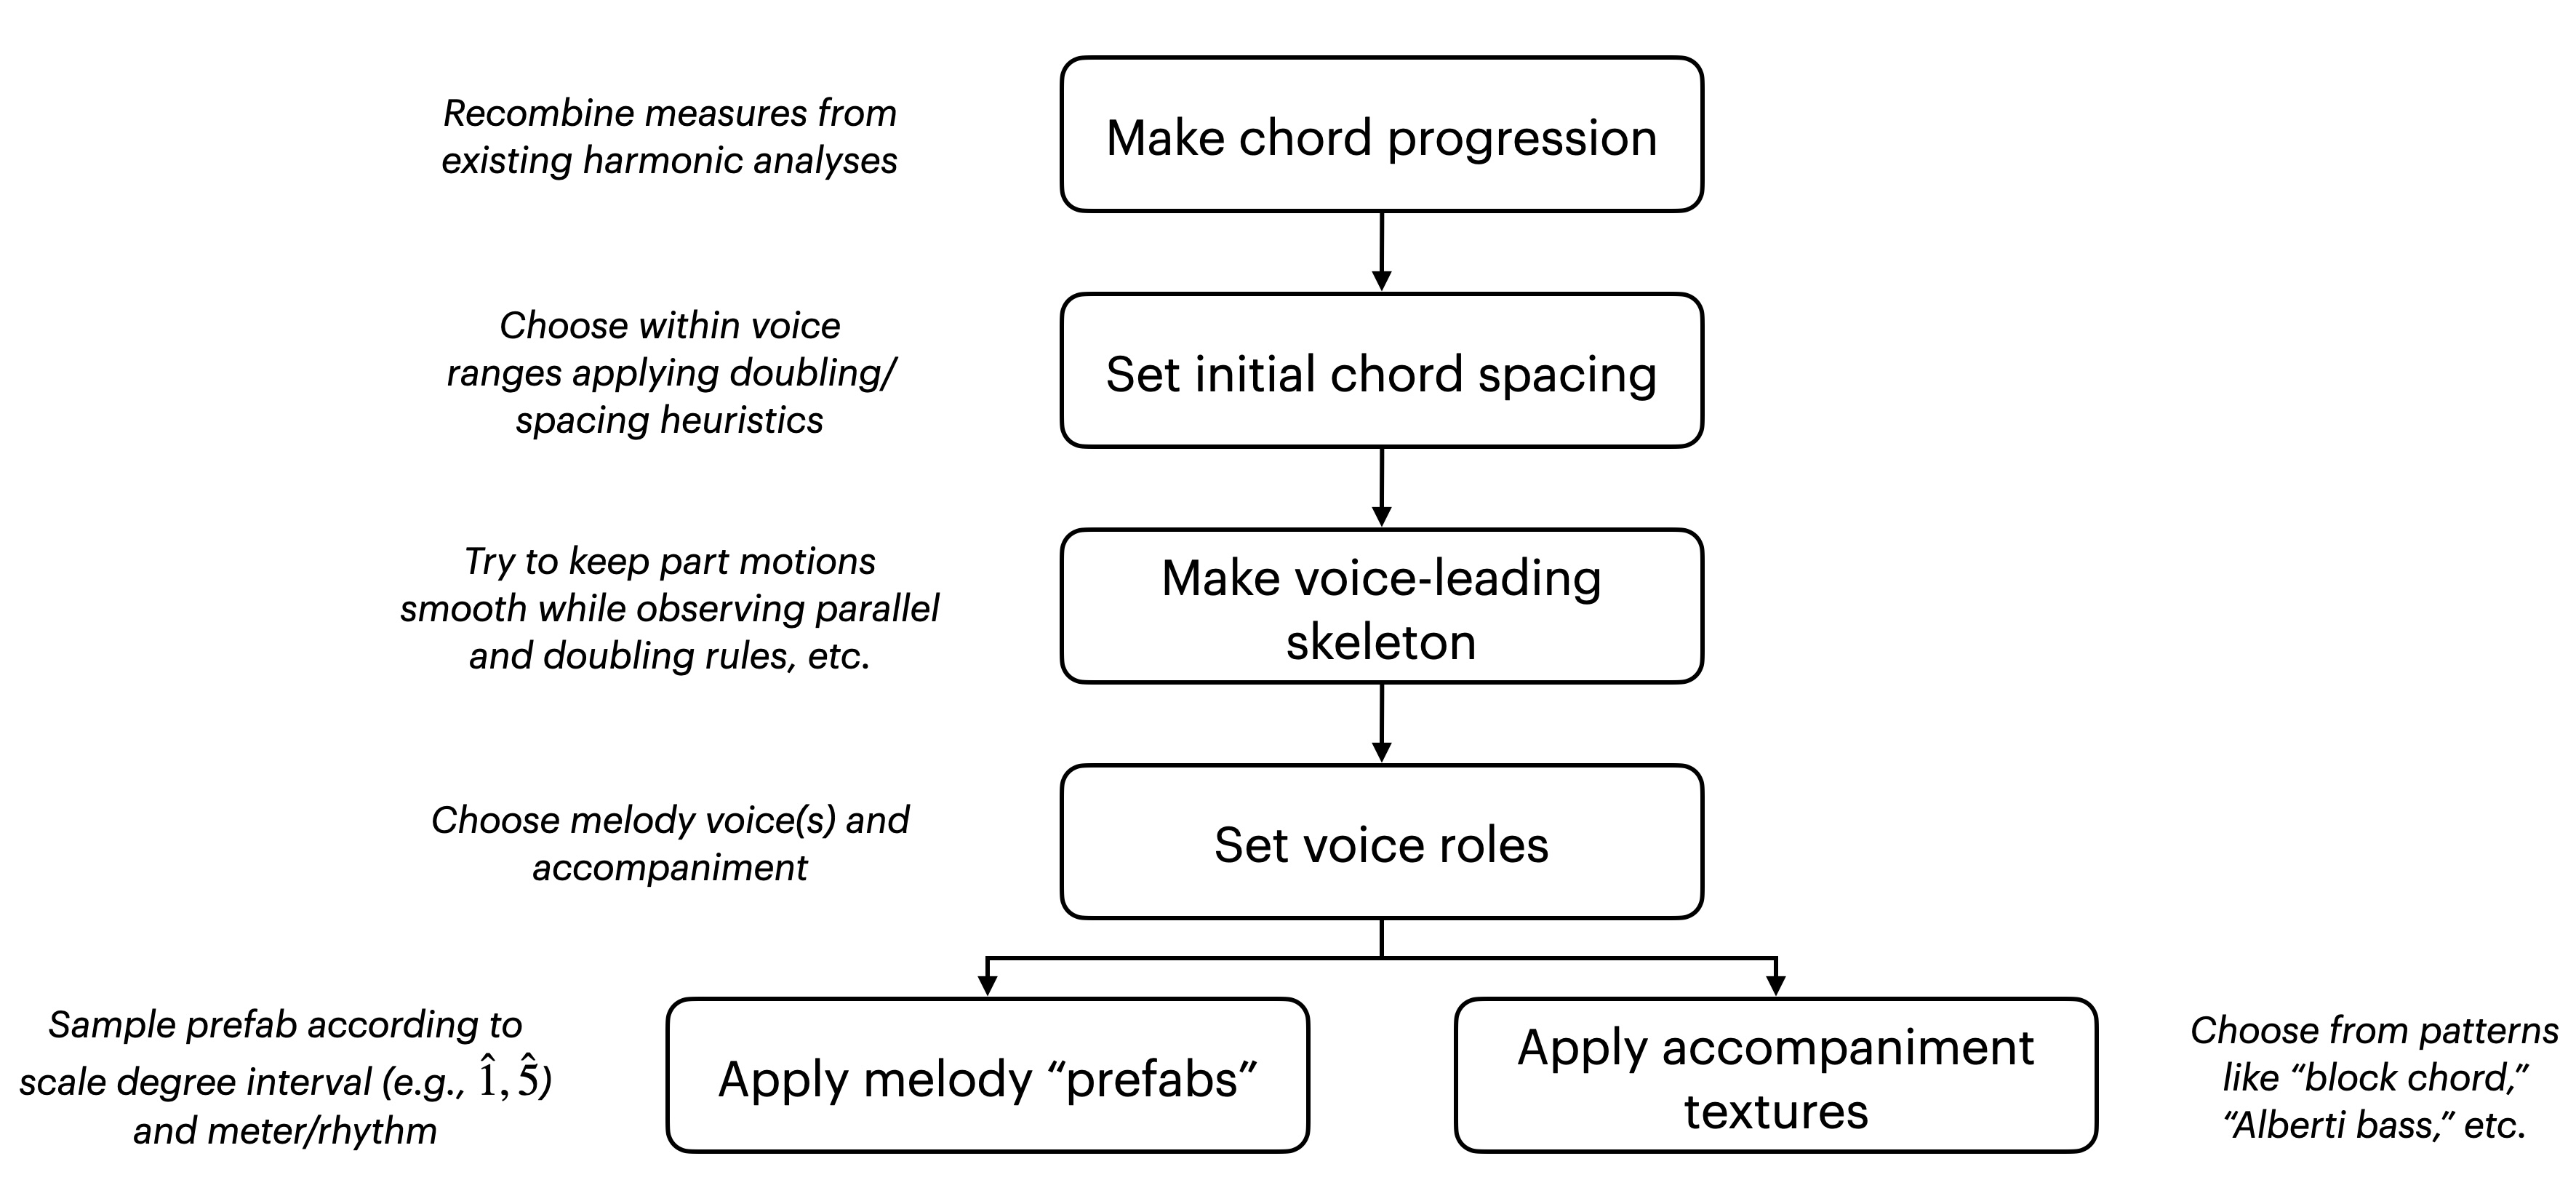 Recombine measures from
existing harmonic analyses
Make chord progression
Choose within voice
ranges applying doubling/
spacing heuristics
Set initial chord spacing
Try to keep part motions
smooth while observing parallel
and doubling rules, etc.
Make voice-leading
skeleton
Choose melody voice(s) and
accompaniment
Set voice roles
Sample prefab according to
scale degree interval (e.g., 1̂, 5̂)
and meter/rhythm
Apply melody “prefabs”
Apply accompaniment
textures
Choose from patterns
like “block chord,”
“Alberti bass,” etc.